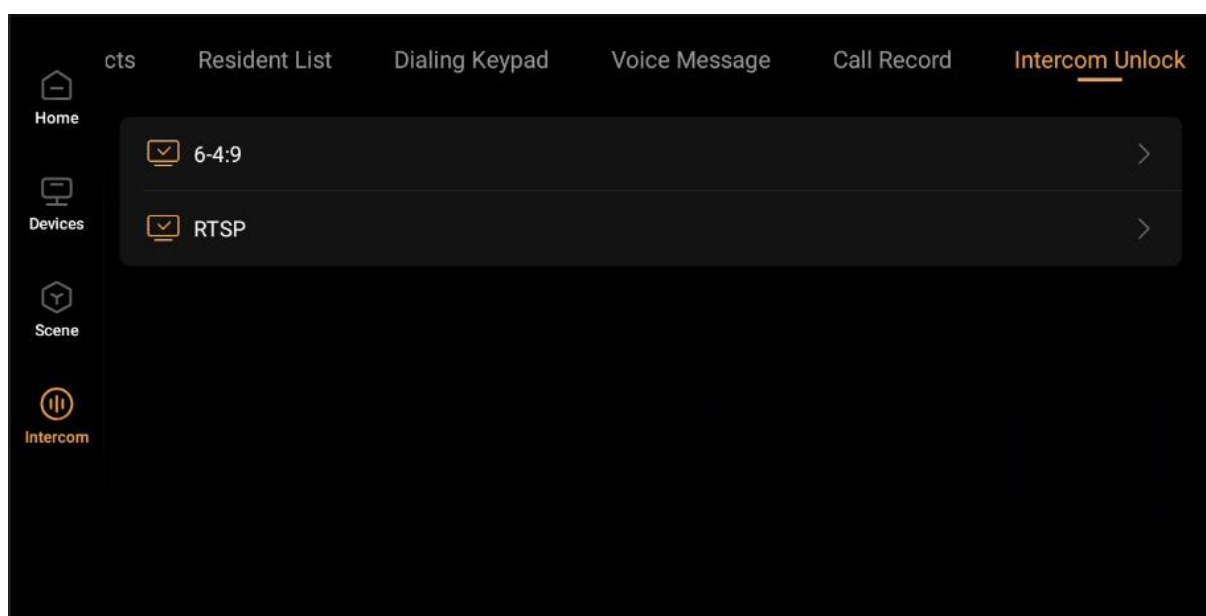 cts Resident List Dialing Keypad Voice Message Call Record Intercom Unlock
Home
6-4:9
Devices
RTSP
Scene
Intercom